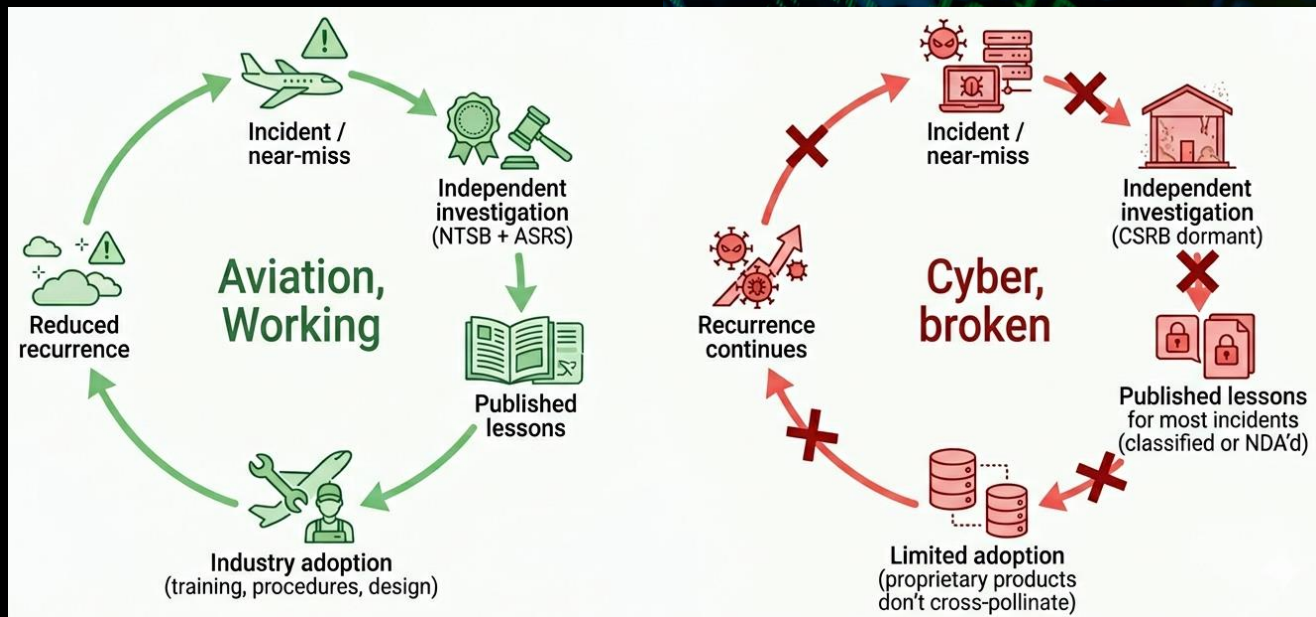 Incident /
near-miss
Independent
investigation
(NTSB + ASRS)
Published
lessons
Industry adoption
(training, procedures, design)
Reduced
recurrence
Aviation,
Working
Incident /
near-miss
Independent
investigation
(CSRB dormant)
Published lessons
for most incidents
(classified or NDA'd)
Limited adoption
(proprietary products
don't cross-pollinate)
Recurrence
continues
Cyber,
broken